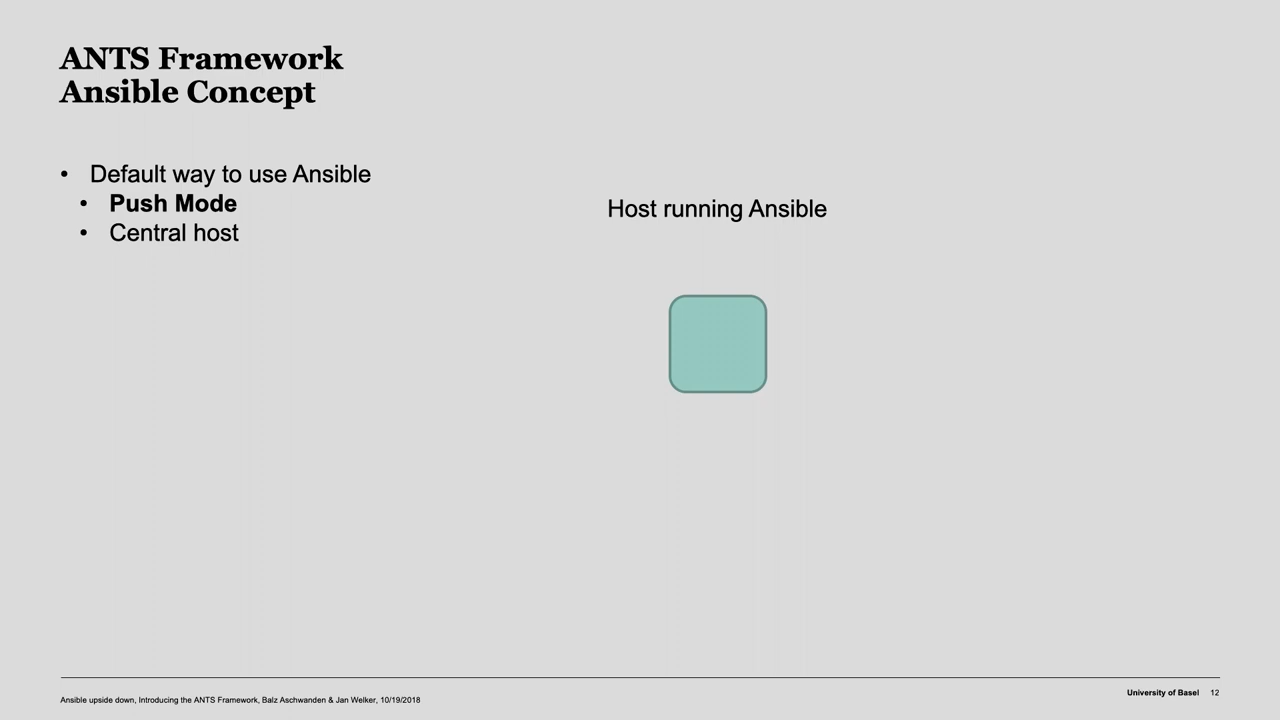 ANTS Framework
Ansible Concept
• Default way to use Ansible
• Push Mode
• Central host
Host running Ansible
Ansible upside down, Introducing the ANTS Framework, Balz Aschwanden & Jan Welker, 10/19/2018
University of Basel 12